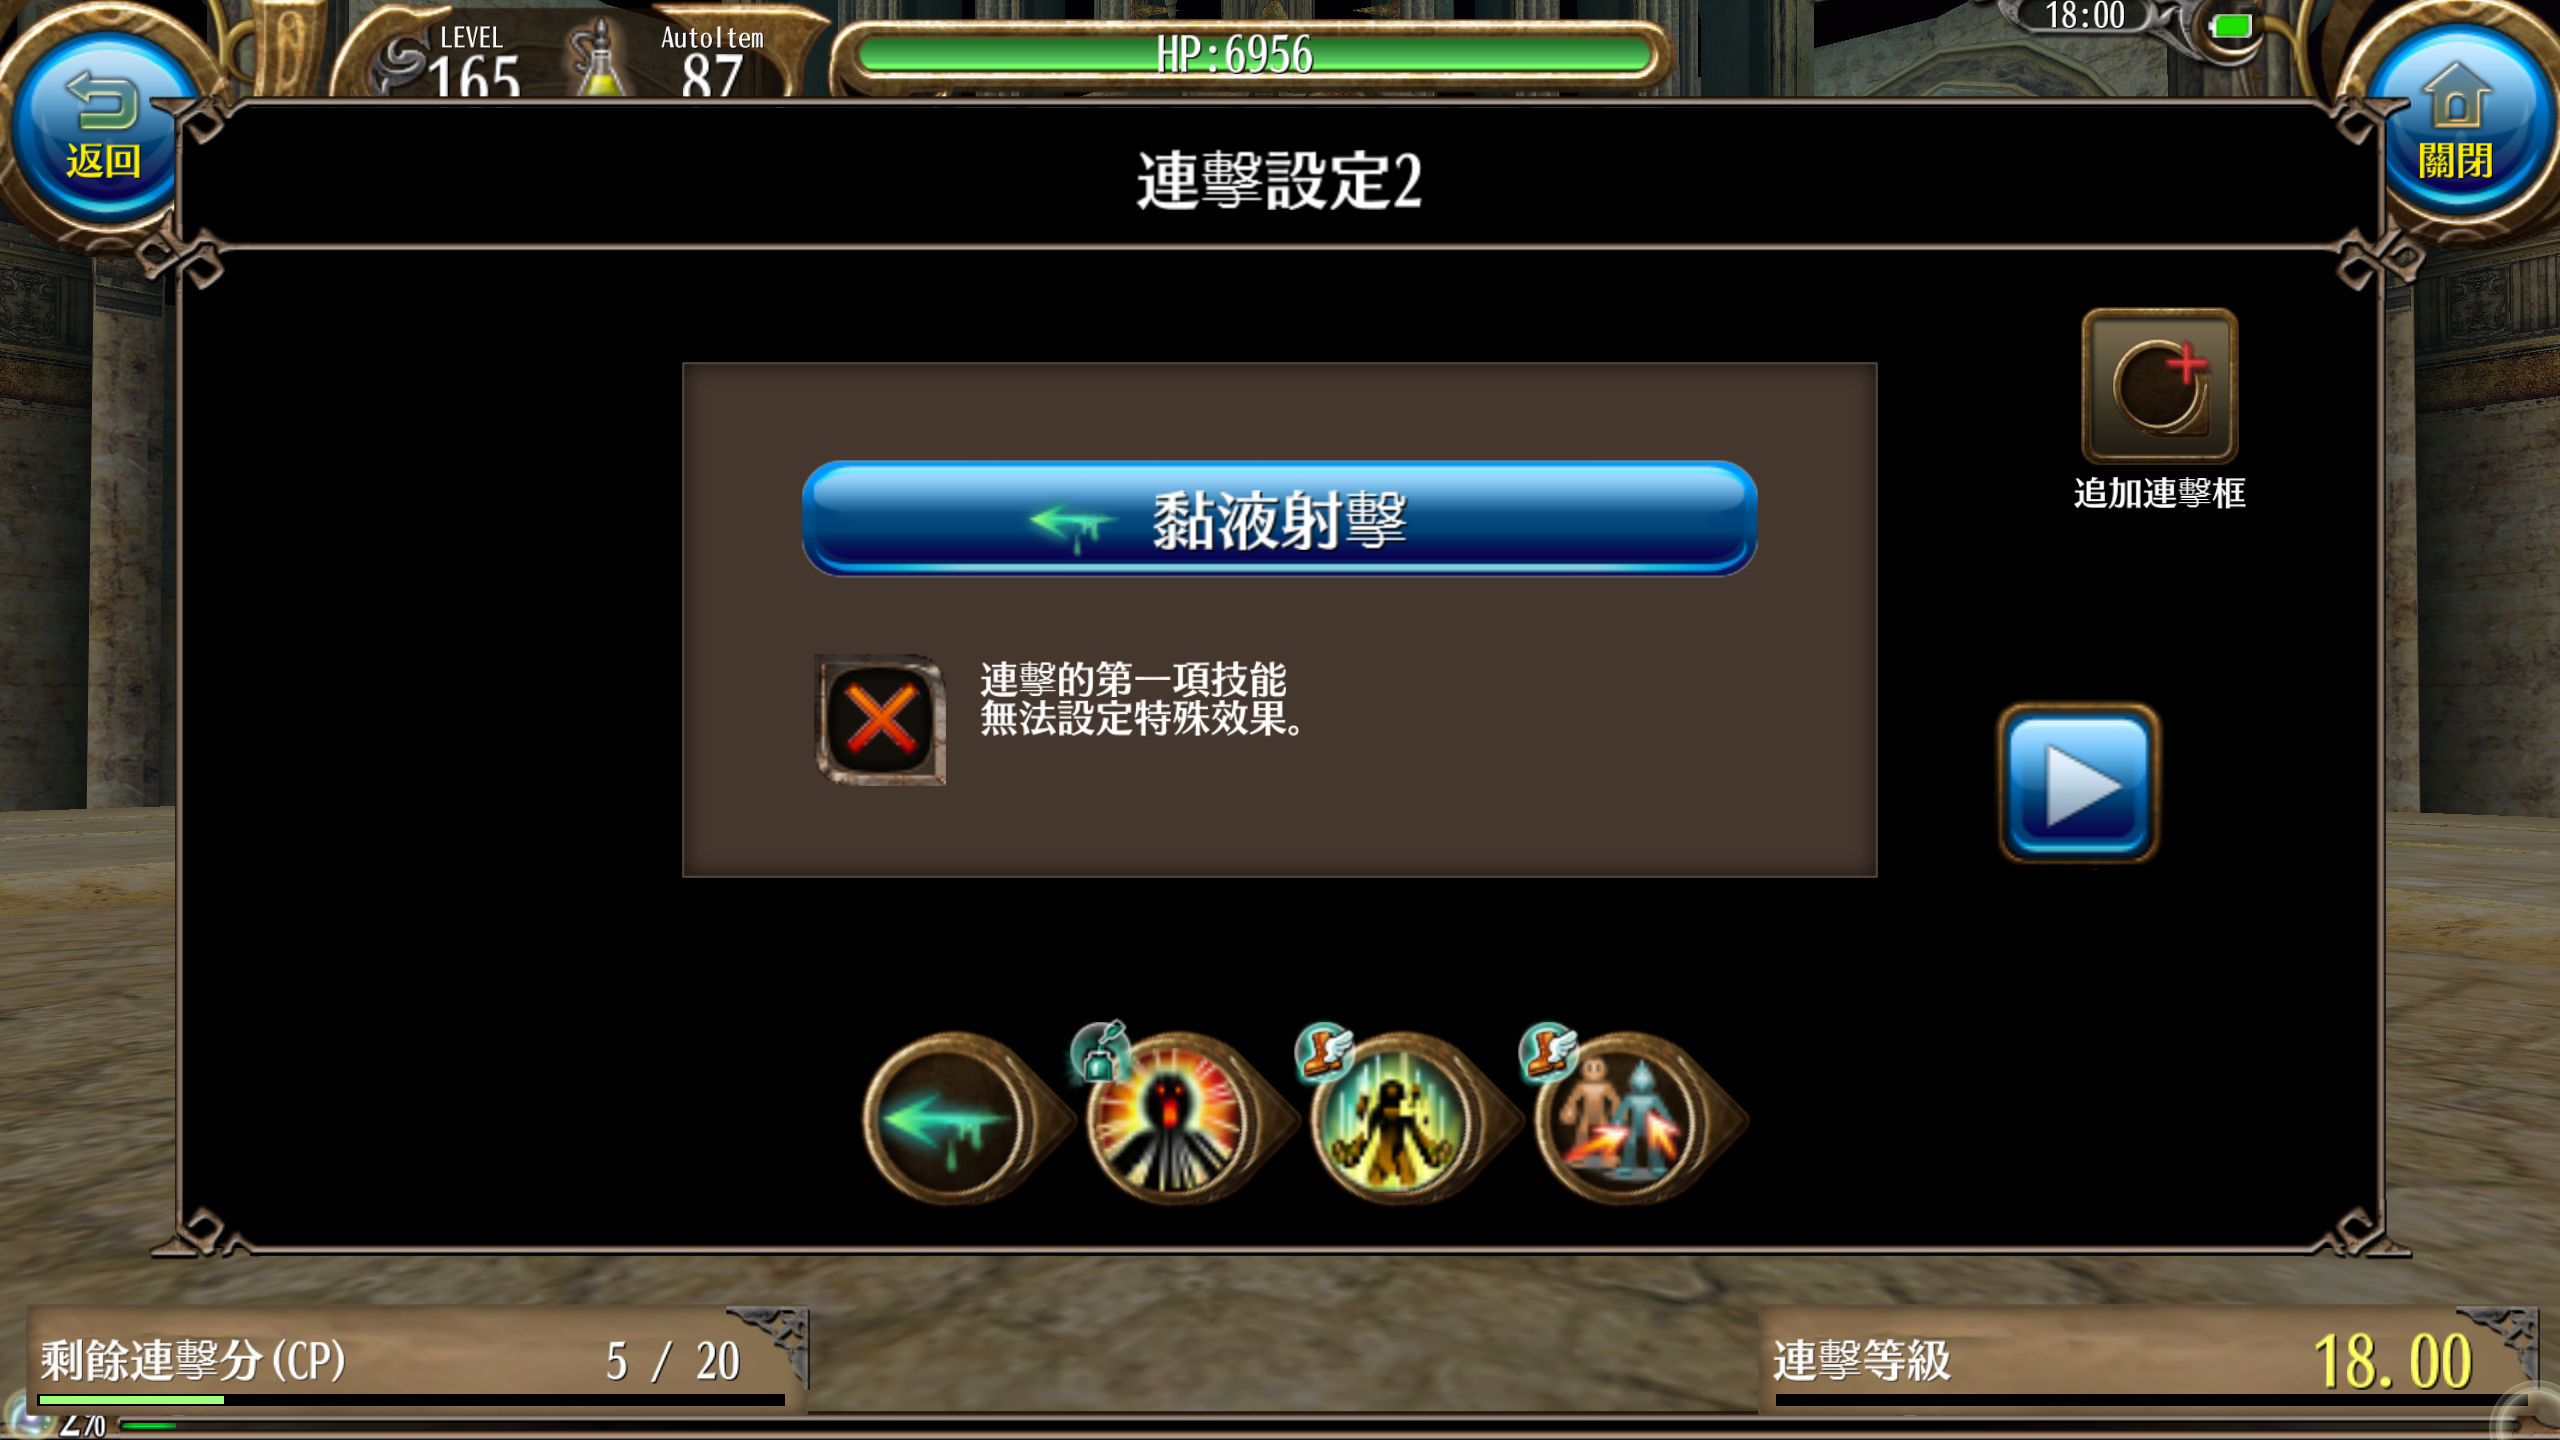 LEVEL
165
AutoItem
87
HP:6956
18:00
返回
關閉
連擊設定2
追加連擊框
黏液射擊
連擊的第一項技能
無法設定特殊效果。
剩餘連擊分(CP) 5 / 20
連擊等級 18.00
2%